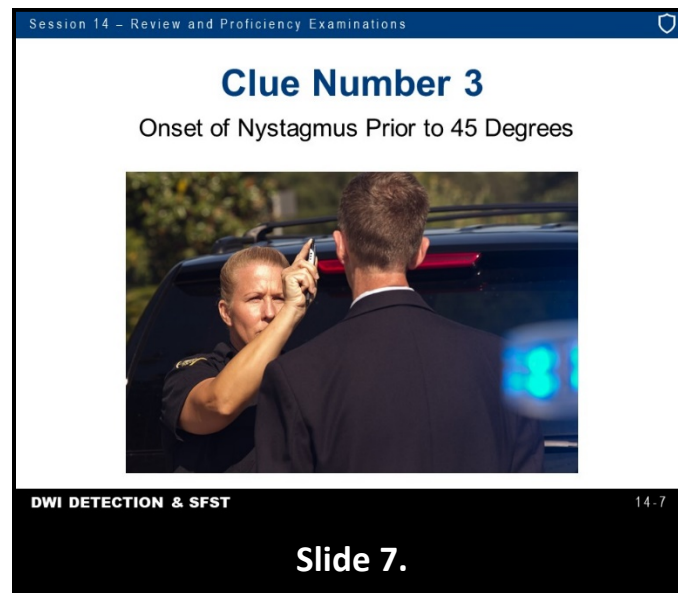 Session 14 – Review and Proficiency Examinations
Clue Number 3
Onset of Nystagmus Prior to 45 Degrees
DWI DETECTION & SFST
14-7
Slide 7.